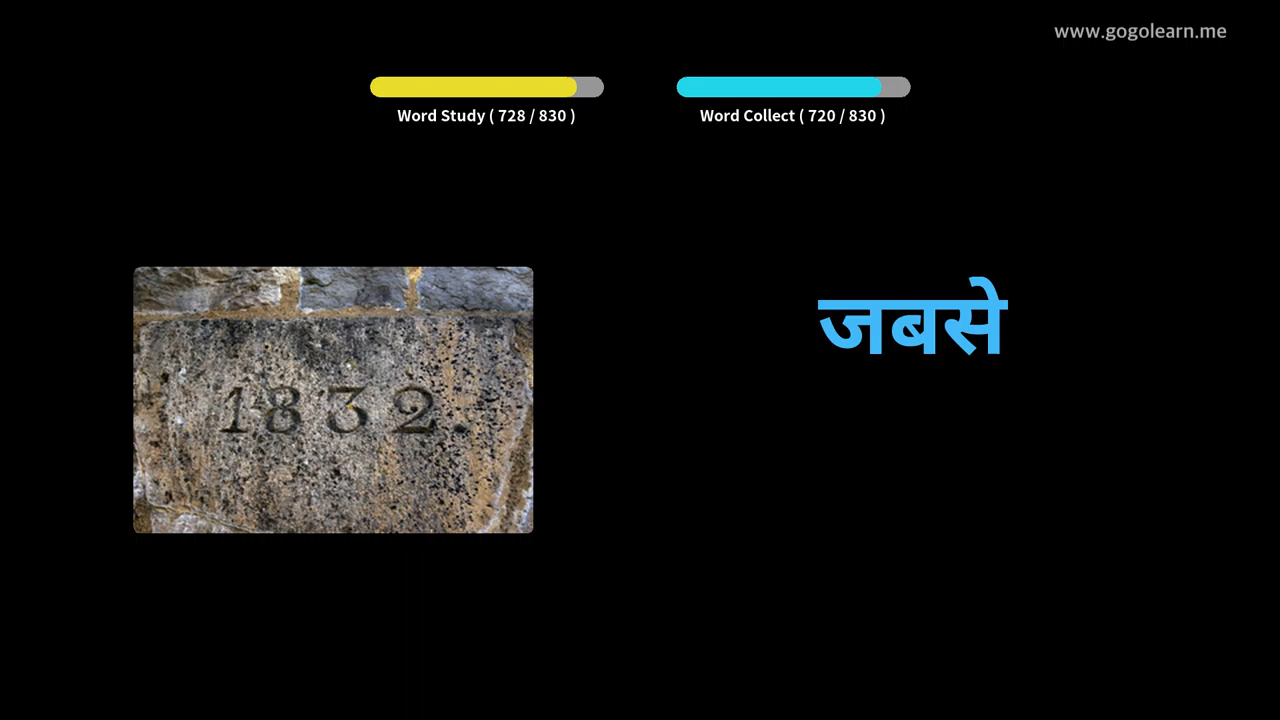 www.gogolearn.me
Word Study ( 728 / 830 )
Word Collect ( 720 / 830 )
1832.
जबसे